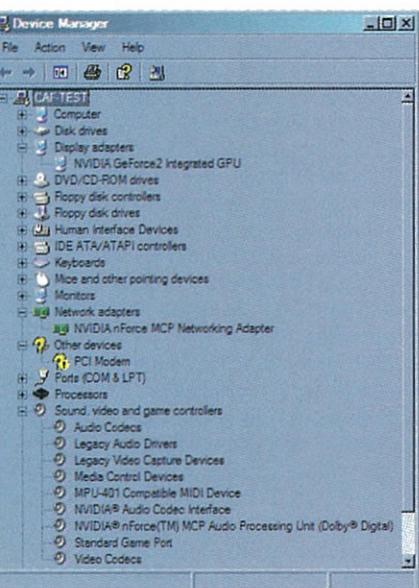 Device Manager
File Action View Help
CAF-TEST
Computer
Disk drives
Display adapters
NVIDIA GeForce2 Integrated GPU
DVD/CD-ROM drives
Floppy disk controllers
Floppy disk drives
Human Interface Devices
IDE ATA/ATAPI controllers
Keyboards
Mice and other pointing devices
Monitors
Network adapters
NVIDIA nForce MCP Networking Adapter
Other devices
PCI Modem
Ports (COM & LPT)
Processors
Sound, video and game controllers
Audio Codecs
Legacy Audio Drivers
Legacy Video Capture Devices
Media Control Devices
MPU-401 Compatible MIDI Device
NVIDIA® Audio Codec Interface
NVIDIA® nForce(TM) MCP Audio Processing Unit (Dolby® Digital)
Standard Game Port
Video Codecs